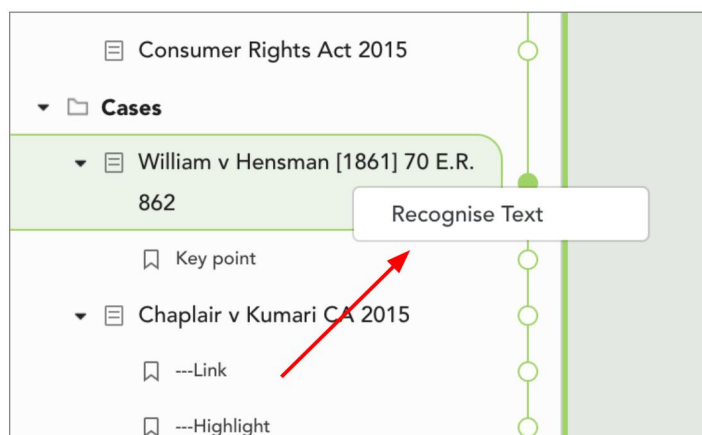 Consumer Rights Act 2015
Cases
William v Hensman [1861] 70 E.R.
862
Recognise Text
Key point
Chaplair v Kumari CA 2015
---Link
---Highlight